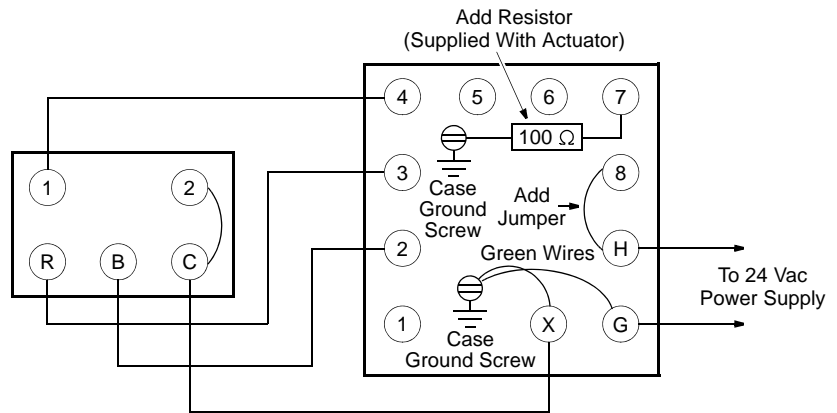 Add Resistor
(Supplied With Actuator)
4
5
6
7
100 Ω
1
2
3
8
Case
Ground
Screw
Add
Jumper
R
B
C
2
Green Wires
H
To 24 Vac
Power Supply
1
X
G
Case
Ground Screw